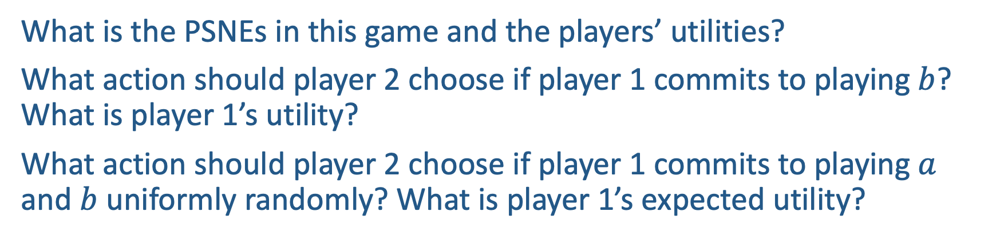 What is the PSNEs in this game and the players’ utilities?
What action should player 2 choose if player 1 commits to playing b?
What is player 1’s utility?
What action should player 2 choose if player 1 commits to playing a
and b uniformly randomly? What is player 1’s expected utility?